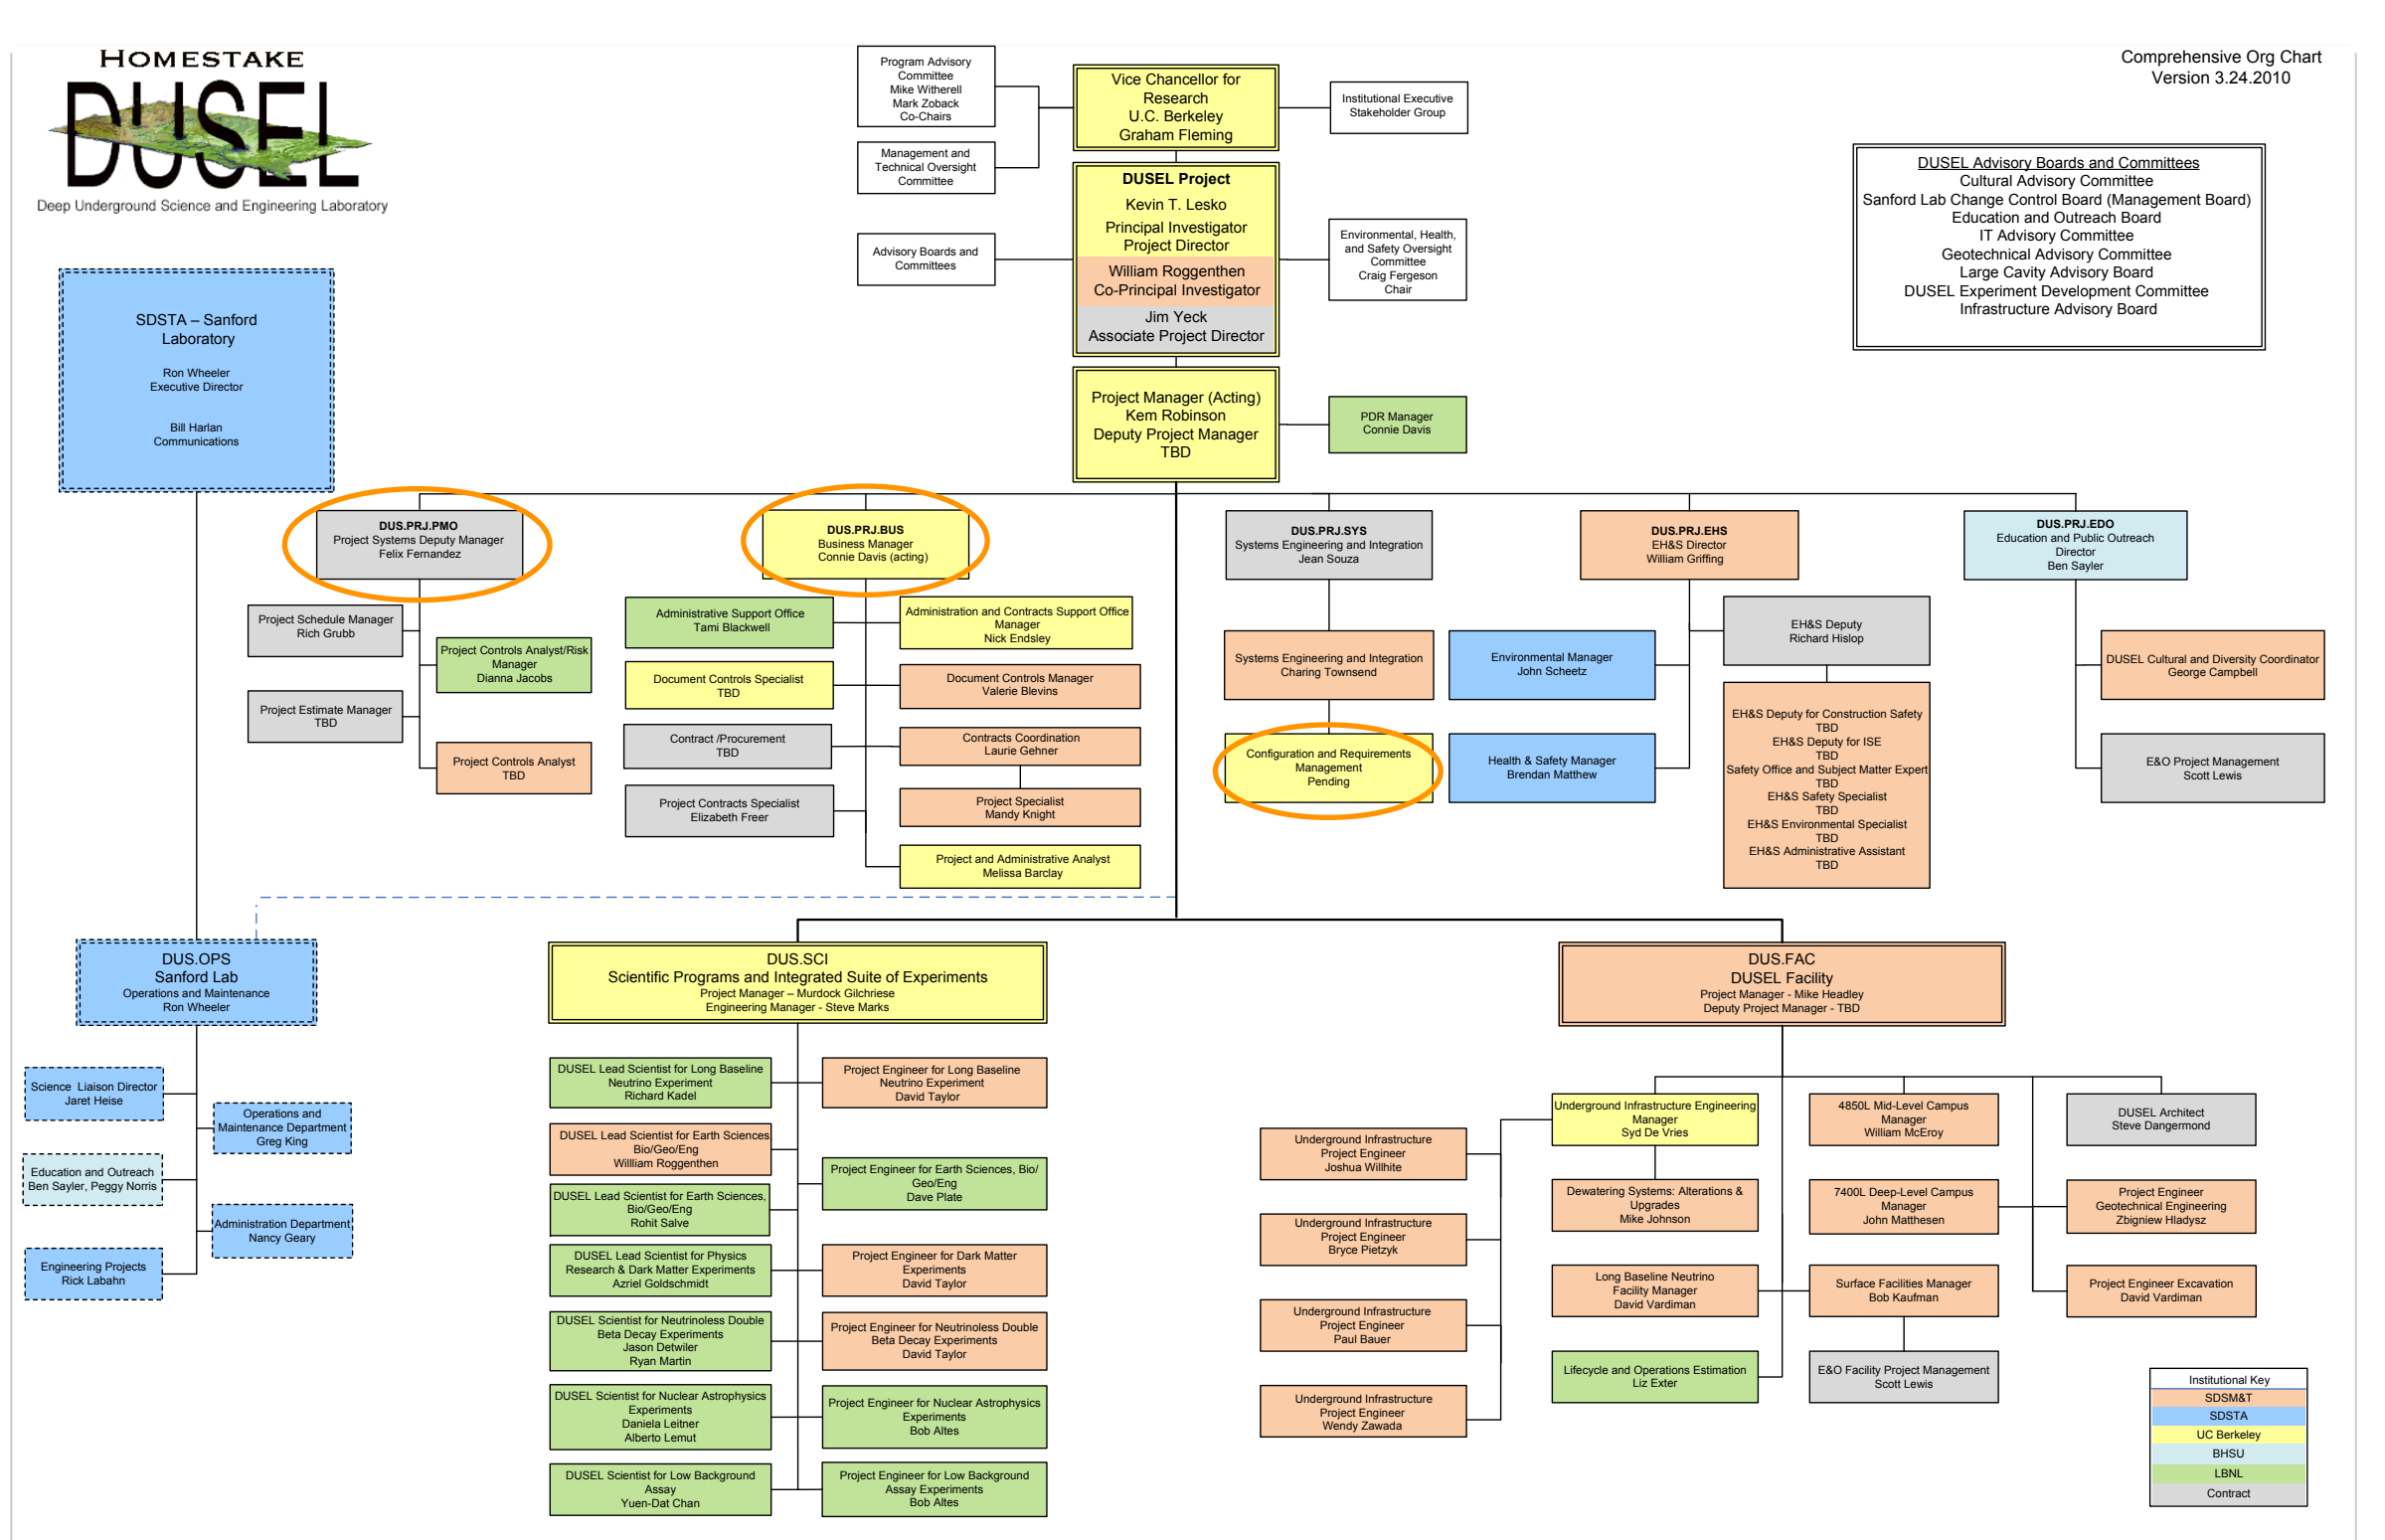 HOMESTAKE
DUSEL
Deep Underground Science and Engineering Laboratory
Comprehensive Org Chart
Version 3.24.2010
Program Advisory
Committee
Mike Witherell
Mark Zoback
Co-Chairs
Management and
Technical Oversight
Committee
Vice Chancellor for
Research
U.C. Berkeley
Graham Fleming
Institutional Executive
Stakeholder Group
DUSEL Project
Kevin T. Lesko
Principal Investigator
Project Director
William Roggenthen
Co-Principal Investigator
Jim Yeck
Associate Project Director
Advisory Boards and
Committees
Environmental, Health,
and Safety Oversight
Committee
Craig Fergeson
Chair
DUSEL Advisory Boards and Committees
Cultural Advisory Committee
Sanford Lab Change Control Board (Management Board)
Education and Outreach Board
IT Advisory Committee
Geotechnical Advisory Committee
Large Cavity Advisory Board
DUSEL Experiment Development Committee
Infrastructure Advisory Board
SDSTA – Sanford
Laboratory
Ron Wheeler
Executive Director
Bill Harlan
Communications
Project Manager (Acting)
Kem Robinson
Deputy Project Manager
TBD
PDR Manager
Connie Davis
DUS.PRJ.PMO
Project Systems Deputy Manager
Felix Fernandez
Project Schedule Manager
Rich Grubb
Project Controls Analyst/Risk
Manager
Dianna Jacobs
Project Estimate Manager
TBD
Project Controls Analyst
TBD
DUS.PRJ.BUS
Business Manager
Connie Davis (acting)
Administrative Support Office
Tami Blackwell
Administration and Contracts Support Office
Manager
Nick Endsley
Document Controls Specialist
TBD
Document Controls Manager
Valerie Blevins
Contract /Procurement
TBD
Contracts Coordination
Laurie Gehner
Project Contracts Specialist
Elizabeth Freer
Project Specialist
Mandy Knight
Project and Administrative Analyst
Melissa Barclay
DUS.PRJ.SYS
Systems Engineering and Integration
Jean Souza
Systems Engineering and Integration
Charing Townsend
Configuration and Requirements
Management
Pending
DUS.PRJ.EHS
EH&S Director
William Griffing
EH&S Deputy
Richard Hislop
Environmental Manager
John Scheetz
Health & Safety Manager
Brendan Matthew
EH&S Deputy for Construction Safety
TBD
EH&S Deputy for ISE
TBD
Safety Office and Subject Matter Expert
TBD
EH&S Safety Specialist
TBD
EH&S Environmental Specialist
TBD
EH&S Administrative Assistant
TBD
DUS.PRJ.EDO
Education and Public Outreach
Director
Ben Sayler
DUSEL Cultural and Diversity Coordinator
George Campbell
E&O Project Management
Scott Lewis
DUS.OPS
Sanford Lab
Operations and Maintenance
Ron Wheeler
Science  Liaison Director
Jaret Heise
Operations and
Maintenance Department
Greg King
Education and Outreach
Ben Sayler, Peggy Norris
Administration Department
Nancy Geary
Engineering Projects
Rick Labahn
DUS.SCI
Scientific Programs and Integrated Suite of Experiments
Project Manager – Murdock Gilchriese
Engineering Manager - Steve Marks
DUSEL Lead Scientist for Long Baseline
Neutrino Experiment
Richard Kadel
Project Engineer for Long Baseline
Neutrino Experiment
David Taylor
DUSEL Lead Scientist for Earth Sciences,
Bio/Geo/Eng
Willliam Roggenthen
Project Engineer for Earth Sciences, Bio/
Geo/Eng
Dave Plate
DUSEL Lead Scientist for Earth Sciences,
Bio/Geo/Eng
Rohit Salve
DUSEL Lead Scientist for Physics
Research & Dark Matter Experiments
Azriel Goldschmidt
Project Engineer for Dark Matter
Experiments
David Taylor
DUSEL Scientist for Neutrinoless Double
Beta Decay Experiments
Jason Detwiler
Ryan Martin
Project Engineer for Neutrinoless Double
Beta Decay Experiments
David Taylor
DUSEL Scientist for Nuclear Astrophysics
Experiments
Daniela Leitner
Alberto Lemut
Project Engineer for Nuclear Astrophysics
Experiments
Bob Altes
DUSEL Scientist for Low Background
Assay
Yuen-Dat Chan
Project Engineer for Low Background
Assay Experiments
Bob Altes
DUS.FAC
DUSEL Facility
Project Manager - Mike Headley
Deputy Project Manager - TBD
Underground Infrastructure Engineering
Manager
Syd De Vries
4850L Mid-Level Campus
Manager
William McElroy
DUSEL Architect
Steve Dangermond
Underground Infrastructure
Project Engineer
Joshua Willhite
Dewatering Systems: Alterations &
Upgrades
Mike Johnson
7400L Deep-Level Campus
Manager
John Matthesen
Project Engineer
Geotechnical Engineering
Zbigniew Hladysz
Underground Infrastructure
Project Engineer
Bryce Pietzyk
Long Baseline Neutrino
Facility Manager
David Vardiman
Surface Facilities Manager
Bob Kaufman
Project Engineer Excavation
David Vardiman
Underground Infrastructure
Project Engineer
Paul Bauer
Lifecycle and Operations Estimation
Liz Exter
E&O Facility Project Management
Scott Lewis
Underground Infrastructure
Project Engineer
Wendy Zawada
Institutional Key
SDSM&T
SDSTA
UC Berkeley
BHSU
LBNL
Contract